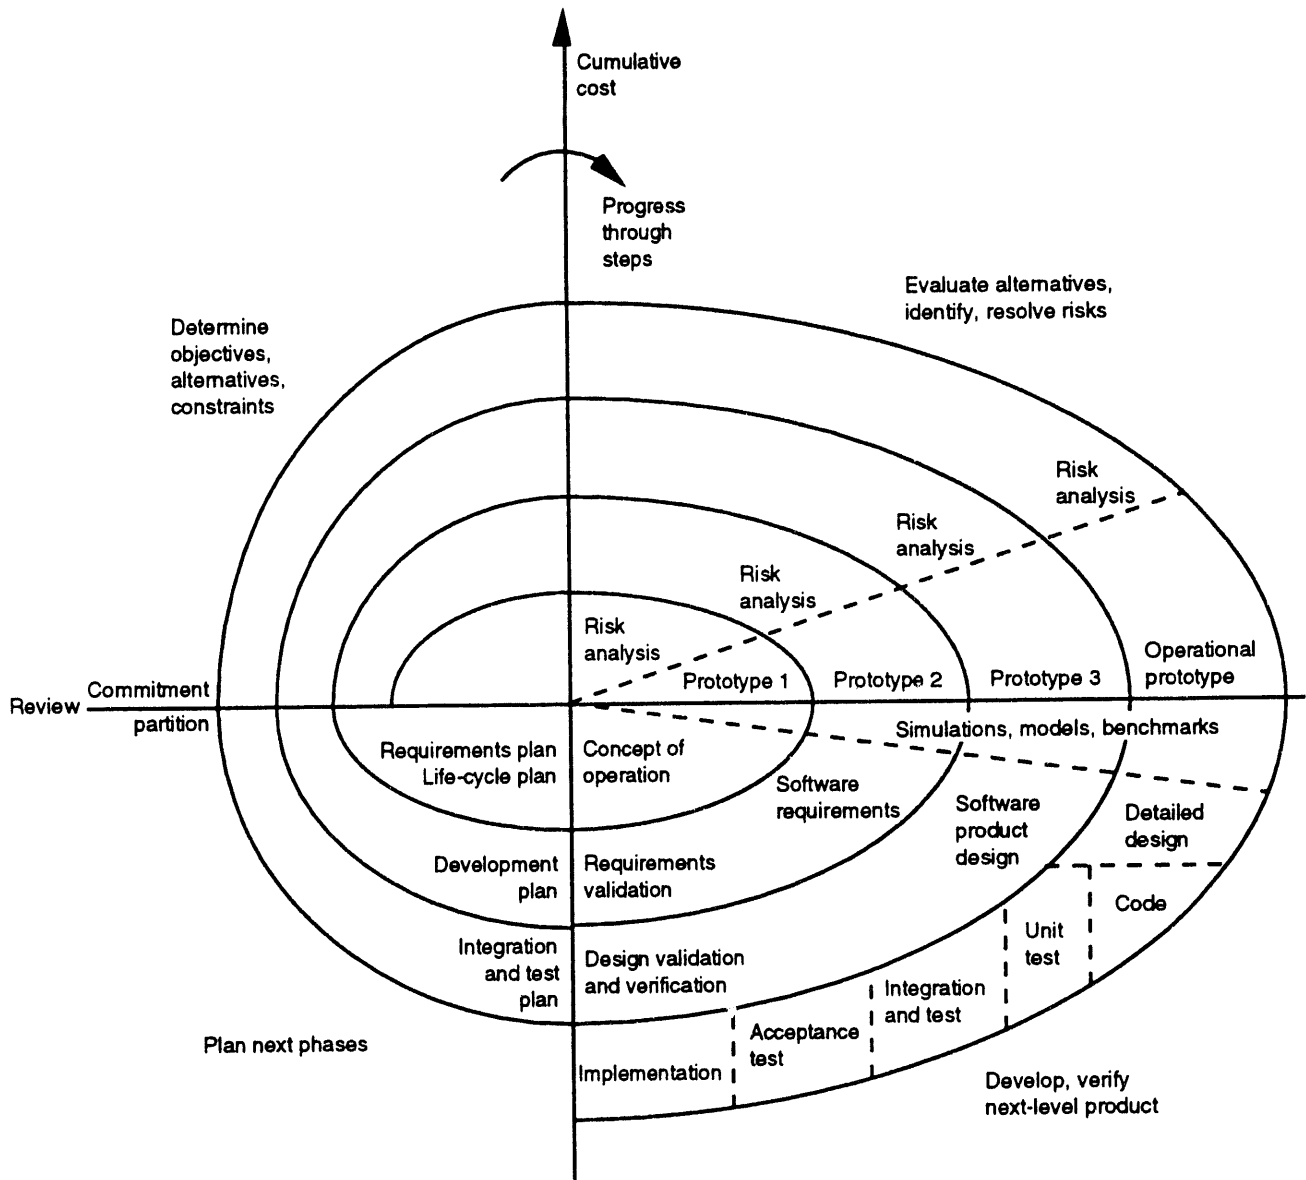 Cumulative
cost
Progress
through
steps
Evaluate alternatives,
identify, resolve risks
Determine
objectives,
alternatives,
constraints
Risk
analysis
Risk
analysis
Risk
analysis
Risk
analysis
Review
Commitment
partition
Prototype 1
Prototype 2
Prototype 3
Operational
prototype
Simulations, models, benchmarks
Requirements plan
Life-cycle plan
Concept of
operation
Software
requirements
Software
product
design
Detailed
design
Development
plan
Requirements
validation
Code
Unit
test
Integration
and test
plan
Design validation
and verification
Integration
and test
Acceptance
test
Implementation
Plan next phases
Develop, verify
next-level product